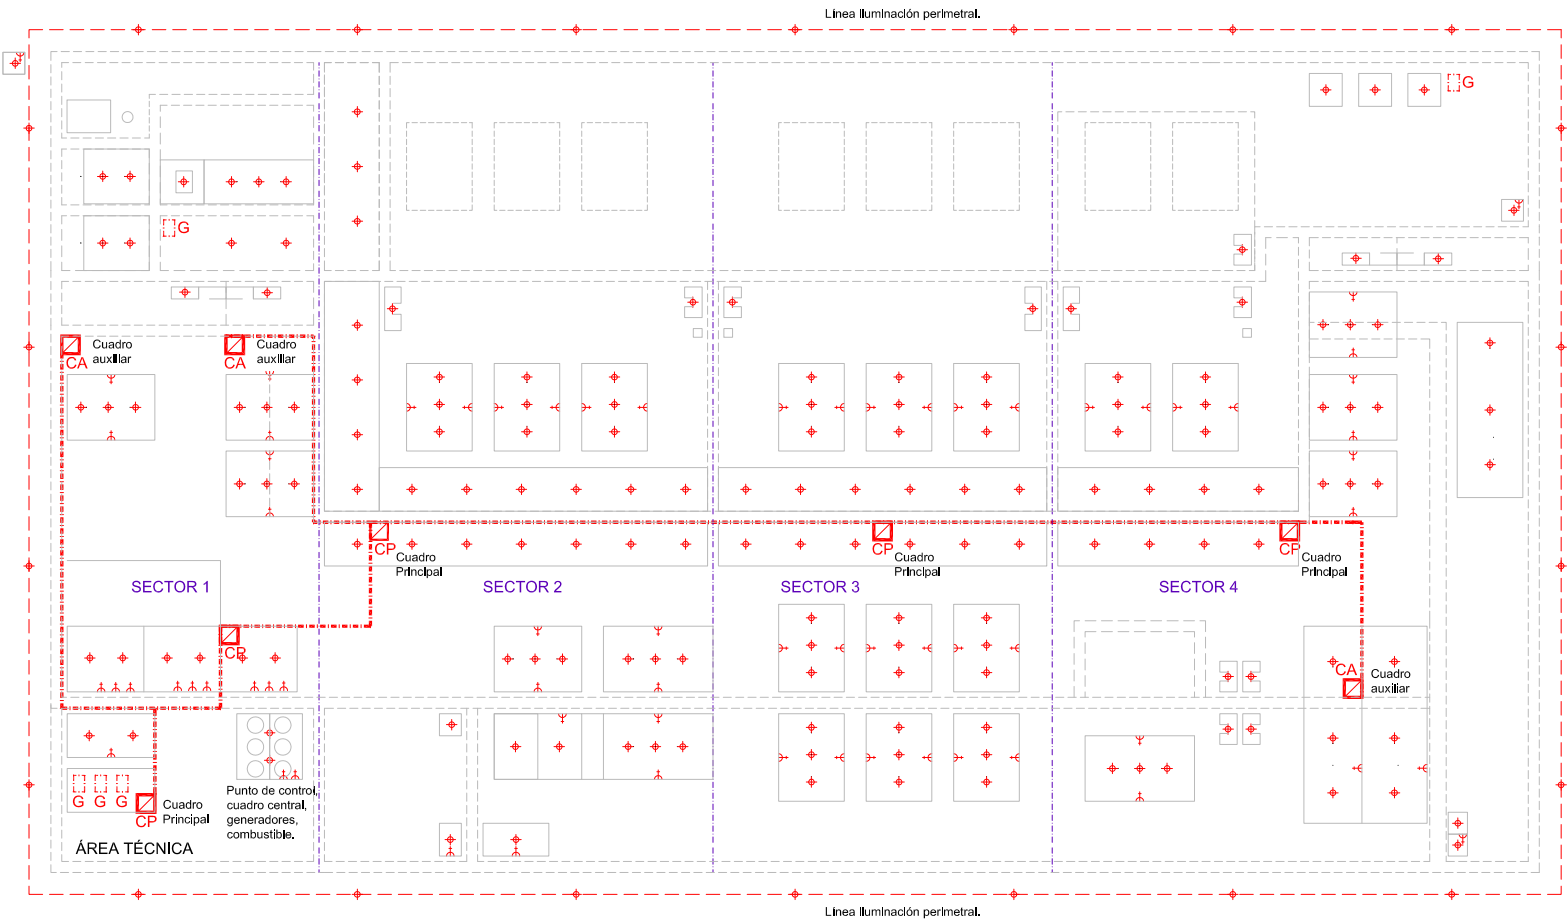 Línea Iluminación perimetral.
G
G
Cuadro
auxiliar
CA
Cuadro
auxiliar
CA
CP
Cuadro
Principal
CP
Cuadro
Principal
CP
Cuadro
Principal
SECTOR 1
SECTOR 2
SECTOR 3
SECTOR 4
CP
CA
Cuadro
auxiliar
G G G
CP
Cuadro
Principal
Punto de control,
cuadro central,
generadores,
combustible.
ÁREA TÉCNICA
Línea Iluminación perimetral.